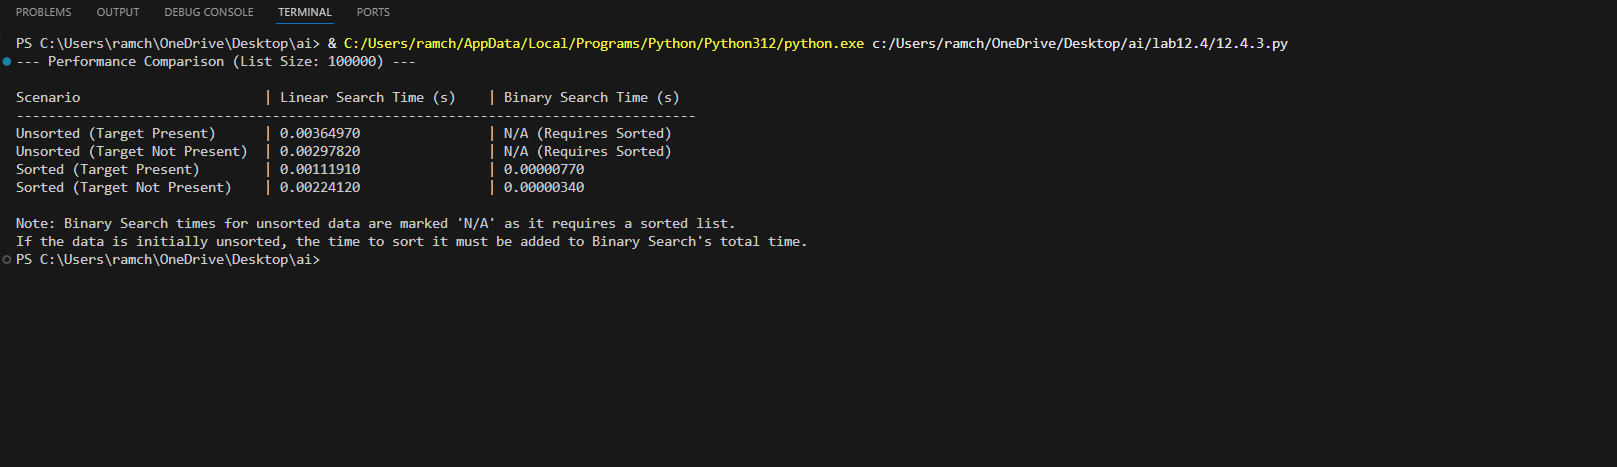 PROBLEMS OUTPUT DEBUG CONSOLE TERMINAL PORTS
PS C:\Users\ramch\OneDrive\Desktop\ai> & C:/Users/ramch/AppData/Local/Programs/Python/Python312/python.exe c:/Users/ramch/OneDrive/Desktop/ai/lab12.4/12.4.3.py
--- Performance Comparison (List Size: 100000) ---
Scenario | Linear Search Time (s) | Binary Search Time (s)
-------------------------------------------------------------------------------------
Unsorted (Target Present) | 0.00364970 | N/A (Requires Sorted)
Unsorted (Target Not Present) | 0.00297820 | N/A (Requires Sorted)
Sorted (Target Present) | 0.00111910 | 0.00000770
Sorted (Target Not Present) | 0.00224120 | 0.00000340
Note: Binary Search times for unsorted data are marked 'N/A' as it requires a sorted list.
If the data is initially unsorted, the time to sort it must be added to Binary Search's total time.
PS C:\Users\ramch\OneDrive\Desktop\ai>